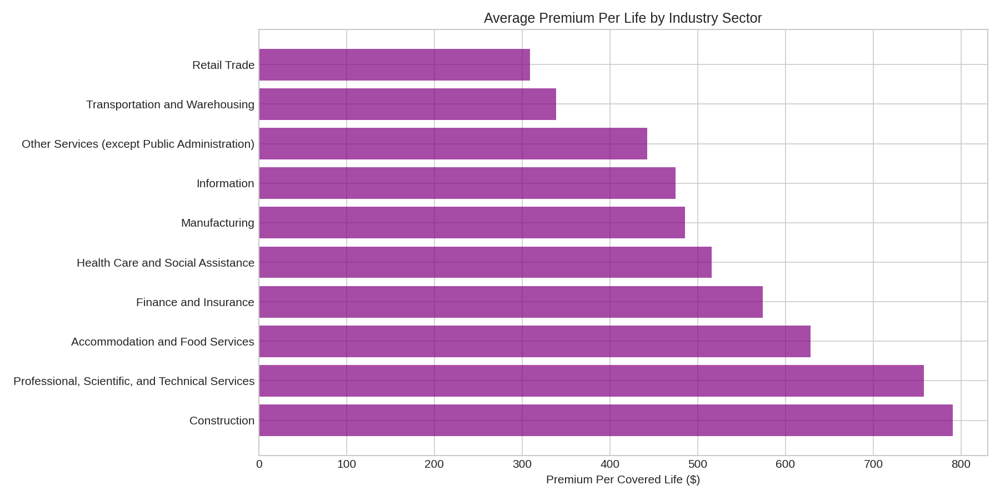 Average Premium Per Life by Industry Sector
Retail Trade
Transportation and Warehousing
Other Services (except Public Administration)
Information
Manufacturing
Health Care and Social Assistance
Finance and Insurance
Accommodation and Food Services
Professional, Scientific, and Technical Services
Construction
0 100 200 300 400 500 600 700 800
Premium Per Covered Life ($)